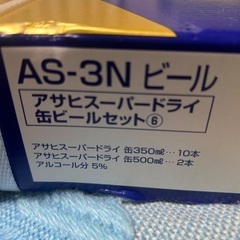 AS-3N ビール
アサヒスーパードライ
缶ビールセット⑥
アサヒスーパードライ 缶350㎖…10本
アサヒスーパードライ 缶500㎖…2本
アルコール分 5%